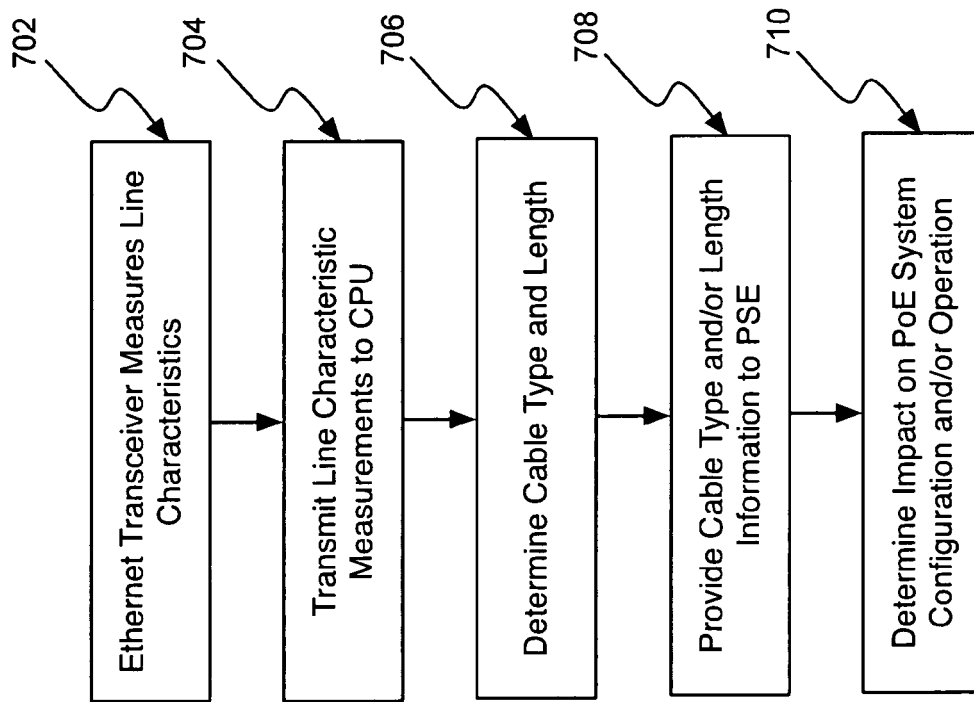 702
Ethernet Transceiver Measures Line
Characteristics
704
Transmit Line Characteristic
Measurements to CPU
706
Determine Cable Type and Length
708
Provide Cable Type and/or Length
Information to PSE
710
Determine Impact on PoE System
Configuration and/or Operation